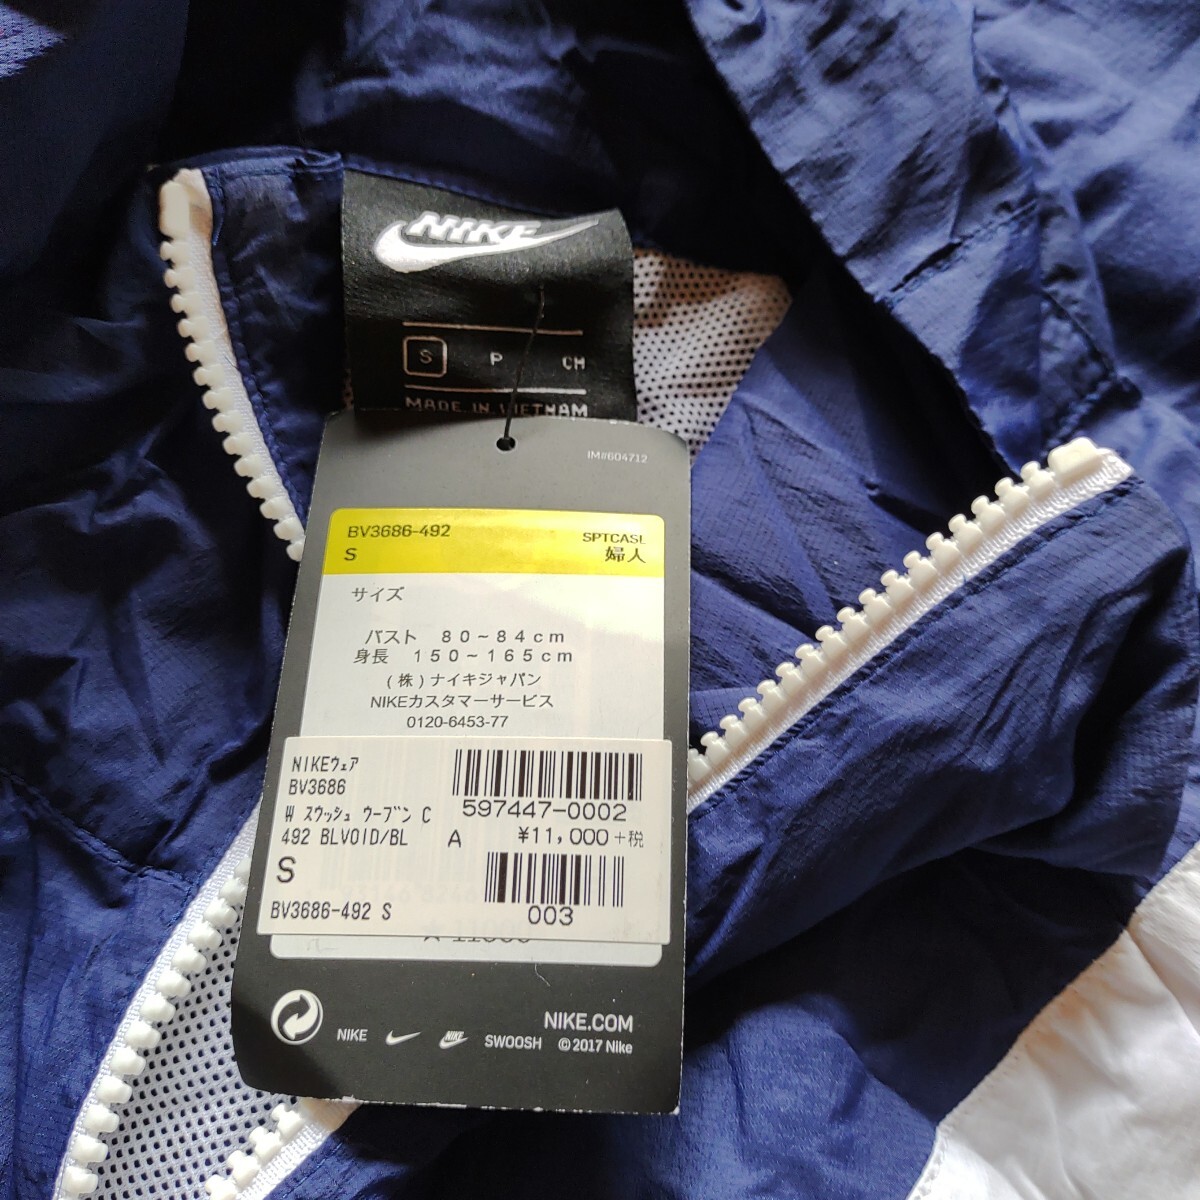 NIKE
S P CH
MADE IN VIETNAM
IM#604712
BV3686-492
S
SPTCASL
婦人
サイズ
バスト 80~84cm
身長 150~165cm
(株)ナイキジャパン
NIKEカスタマーサービス
0120-6453-77
NIKEウェア
BV3686
W スウッシュ ウーブン C
492 BLVOID/BL
S
BV3686-492 S
597447-0002
A ¥11,000+税
003
NIKE NIKE SWOOSH
NIKE.COM
©2017 Nike